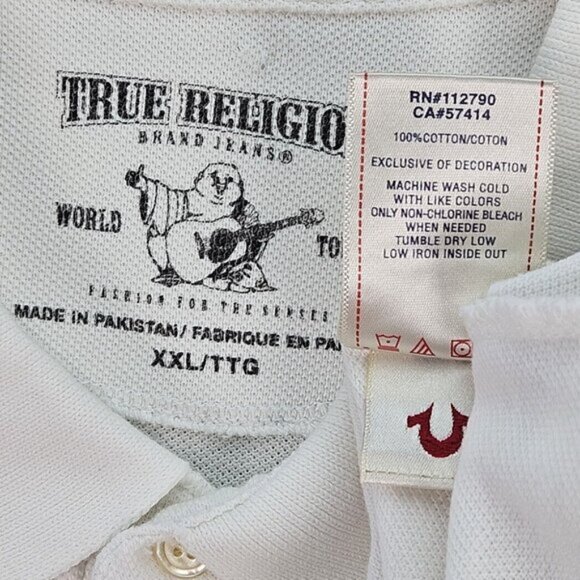 TRUE RELIGIO
BRAND JEANS®
WORLD TO
FASHION FOR THE SENSES
MADE IN PAKISTAN/ FABRIQUE EN PA
XXL/TTG
RN#112790
CA#57414
100%COTTON/COTON
EXCLUSIVE OF DECORATION
MACHINE WASH COLD
WITH LIKE COLORS
ONLY NON-CHLORINE BLEACH
WHEN NEEDED
TUMBLE DRY LOW
LOW IRON INSIDE OUT